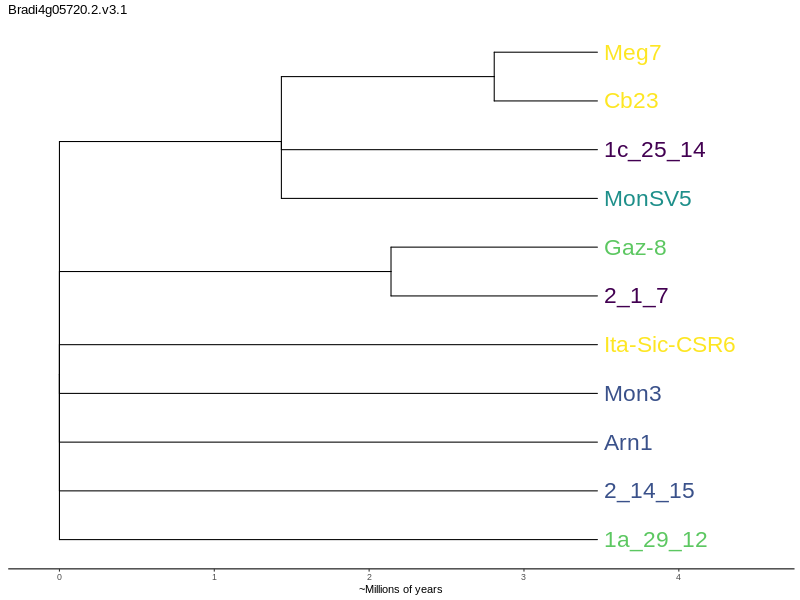 Bradi4g05720.2.v3.1
Meg7
Cb23
1c_25_14
MonSV5
Gaz-8
2_1_7
Ita-Sic-CSR6
Mon3
Arn1
2_14_15
1a_29_12
0 1 2 3 4
~Millions of years